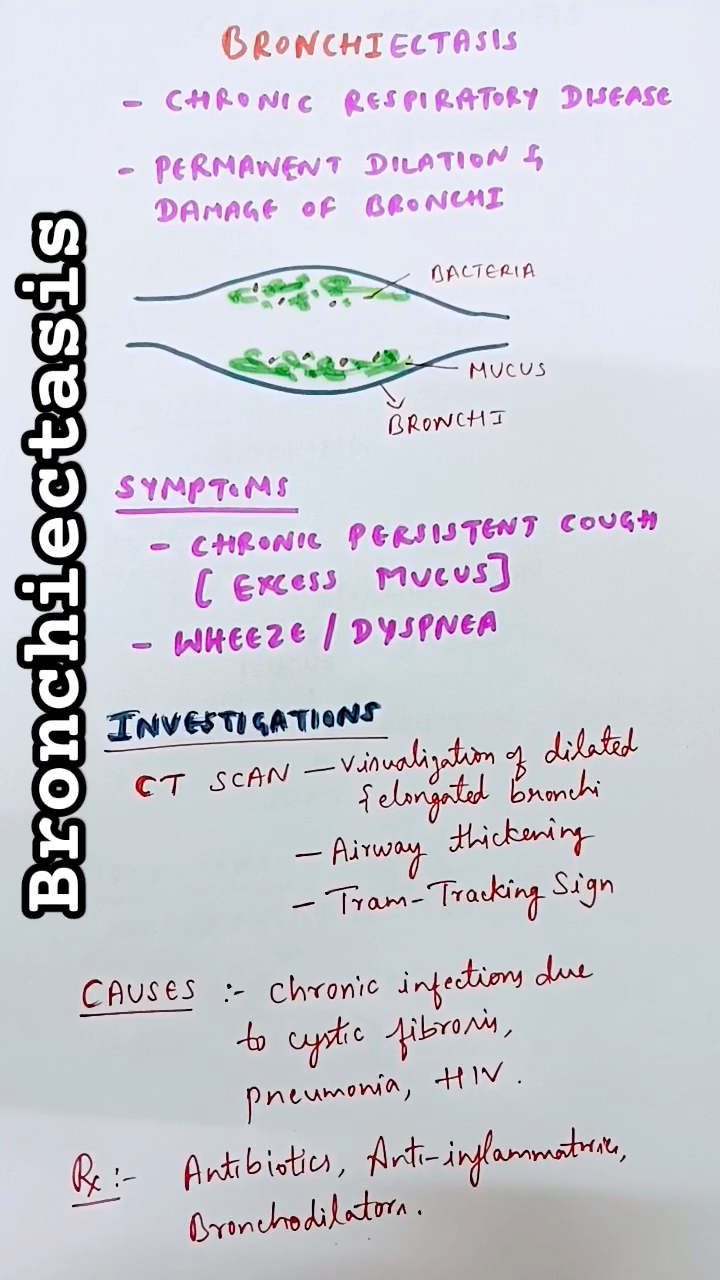 Bronchiectasis
BRONCHIECTASIS
- CHRONIC RESPIRATORY DISEASE
- PERMANENT DILATION &
DAMAGE OF BRONCHI
BACTERIA
MUCUS
BRONCHI
SYMPTOMS
- CHRONIC PERSISTENT COUGH
[EXCESS MUCUS]
- WHEEZE / DYSPNEA
INVESTIGATIONS
CT SCAN - Visualization of dilated
& elongated bronchi
- Airway thickening
- Tram-Tracking Sign
CAUSES :- Chronic infections due
to cystic fibrosis,
pneumonia, HIV.
Rx :- Antibiotics, Anti-inflammatories,
Bronchodilators.